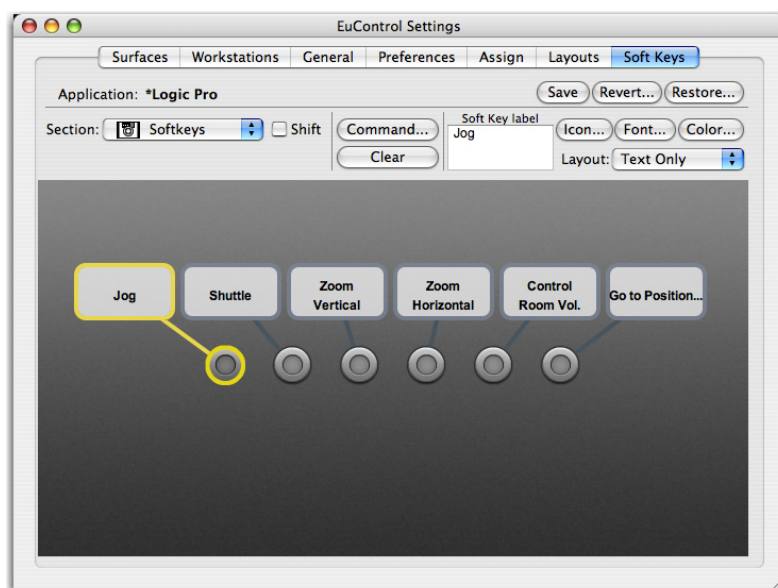 EuControl Settings
Surfaces Workstations General Preferences Assign Layouts Soft Keys
Application: *Logic Pro Save Revert... Restore...
Section: Softkeys Shift Command... Clear
Soft Key label
Jog
Icon... Font... Color...
Layout: Text Only
Jog
Shuttle
Zoom
Vertical
Zoom
Horizontal
Control
Room Vol.
Go to Position...